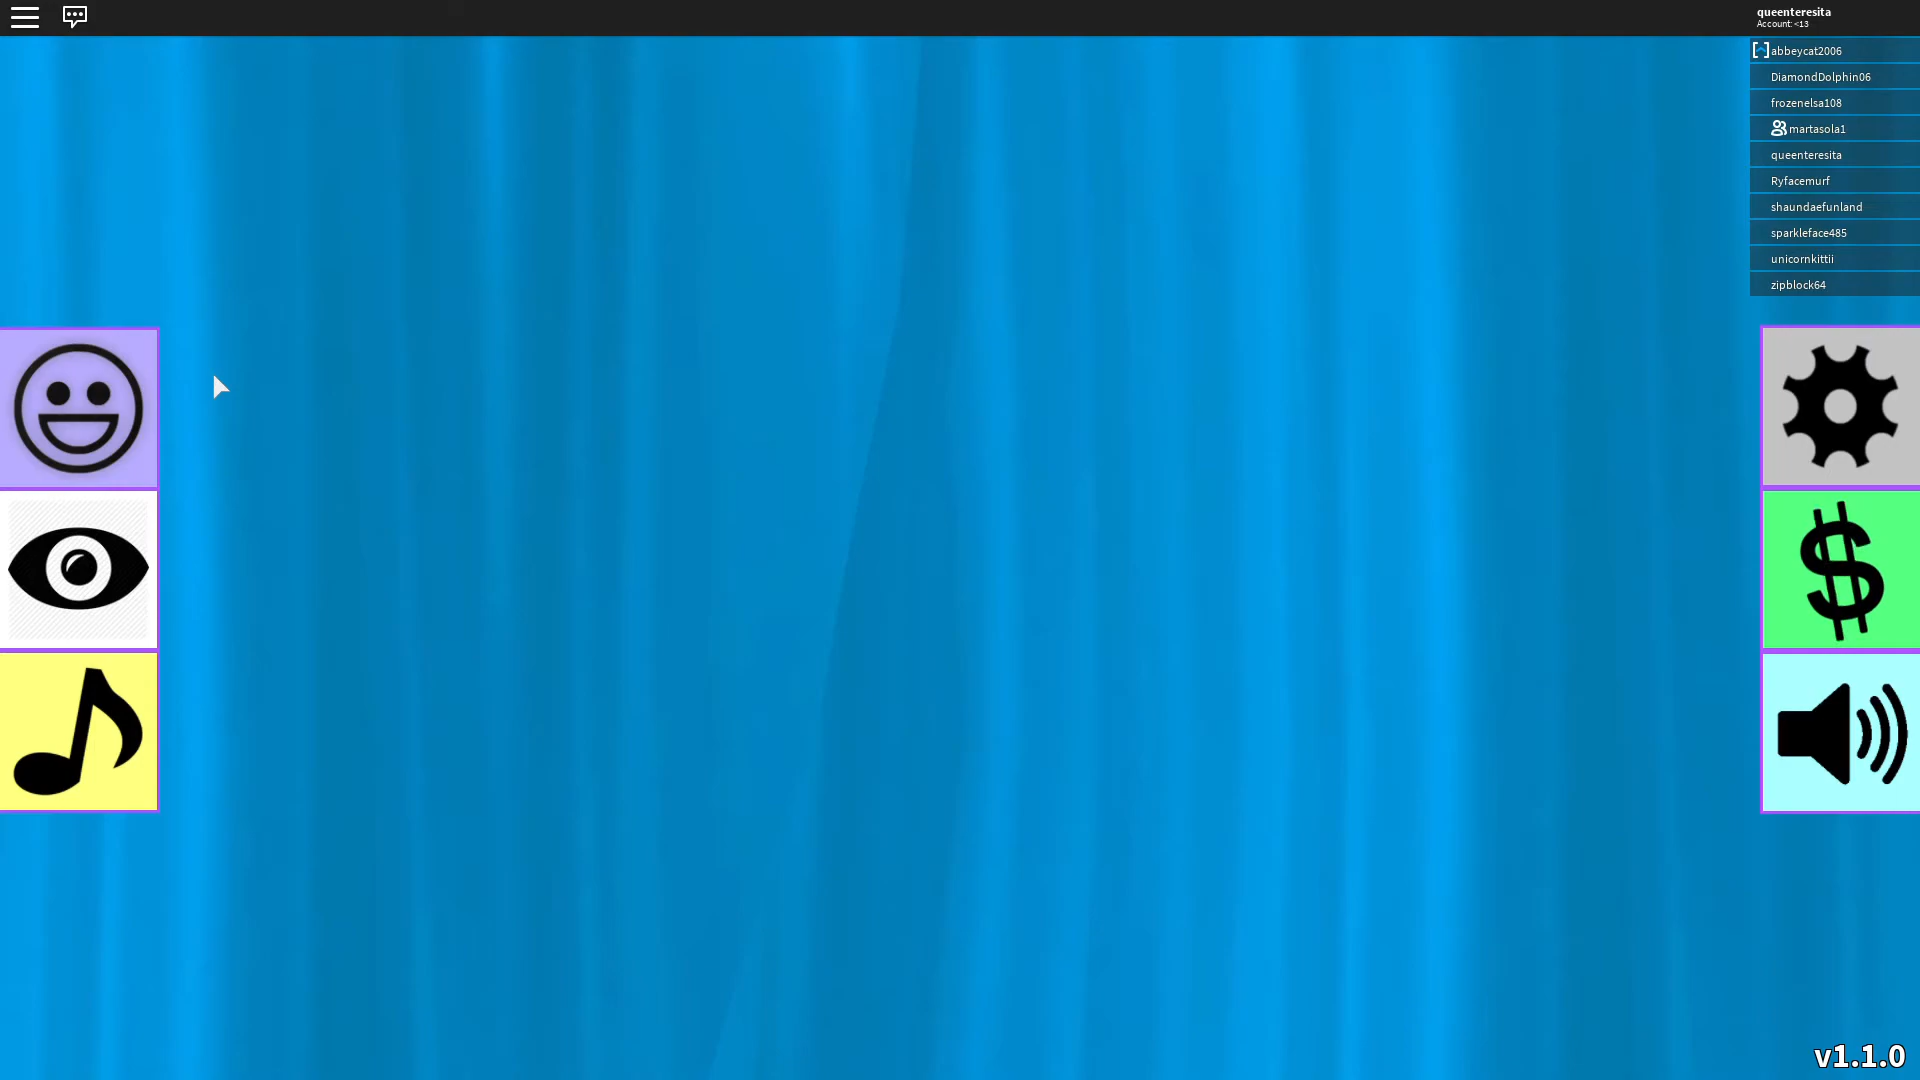 queenteresita
Account: <13
abbeycat2006
DiamondDolphin06
frozenelsa108
martasola1
queenteresita
Ryfacemurf
shaundaefunland
sparkleface485
unicornkittii
zipblock64
v1.1.0